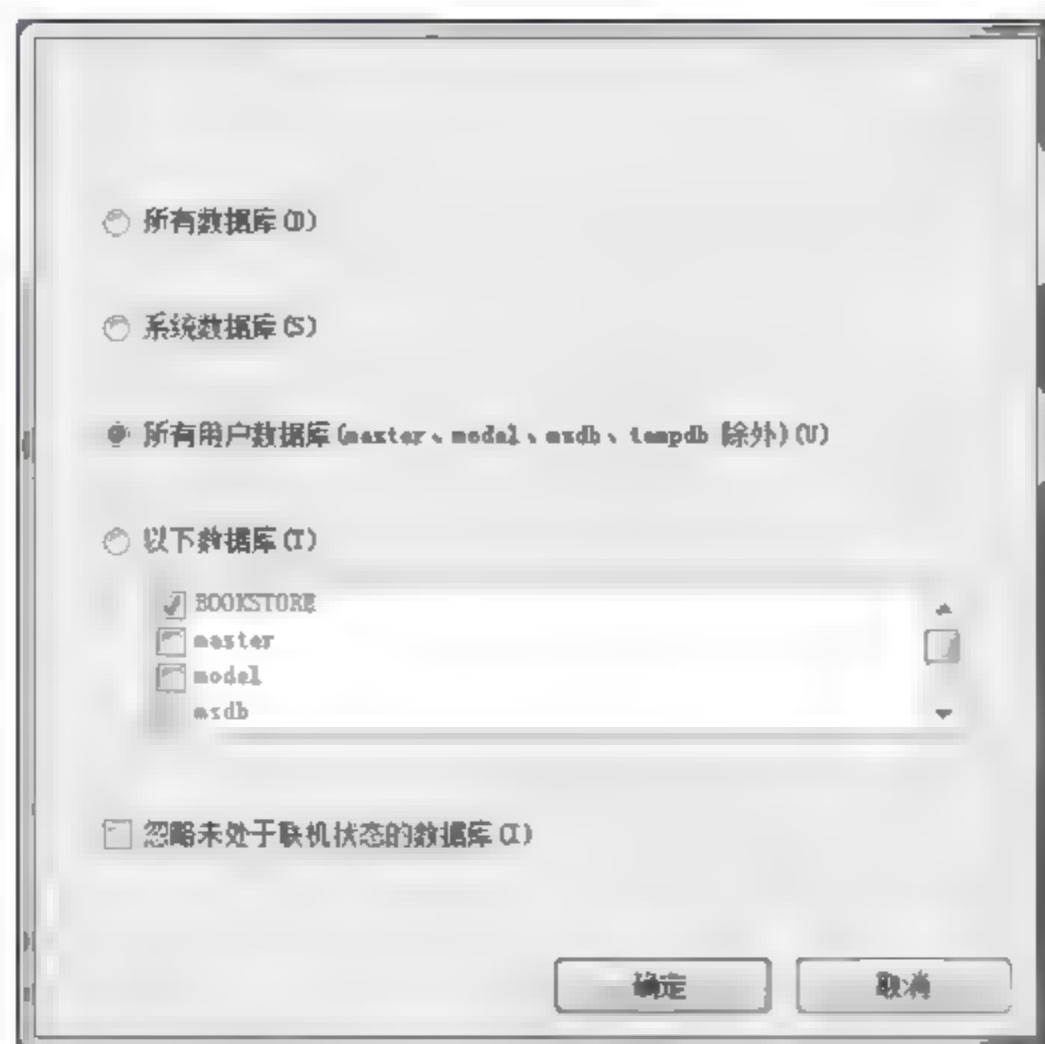 所有数据库(D)
系统数据库(S)
所有用户数据库(master、model、msdb、tempdb 除外)(U)
以下数据库(T)
BOOKSTORE
master
model
msdb
忽略未处于联机状态的数据库(I)
确定 取消